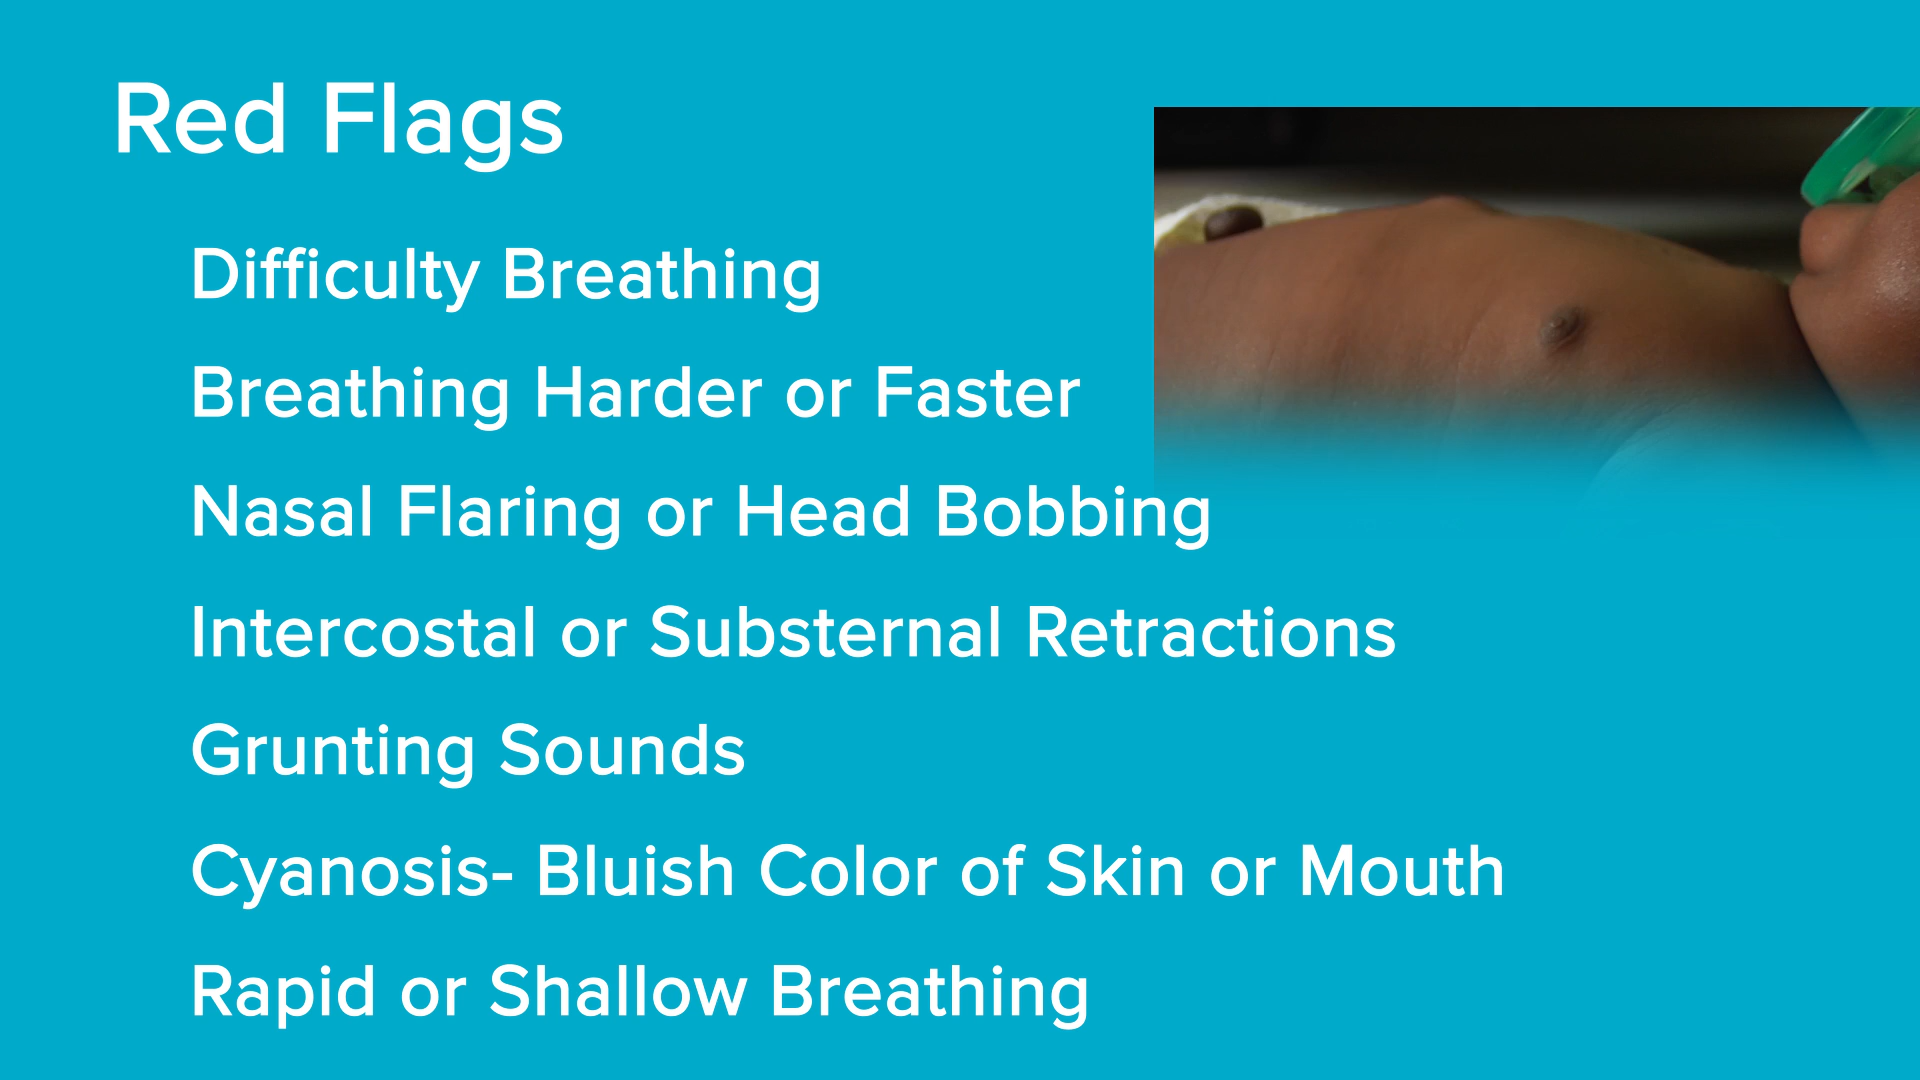 Red Flags
Difficulty Breathing
Breathing Harder or Faster
Nasal Flaring or Head Bobbing
Intercostal or Substernal Retractions
Grunting Sounds
Cyanosis- Bluish Color of Skin or Mouth
Rapid or Shallow Breathing